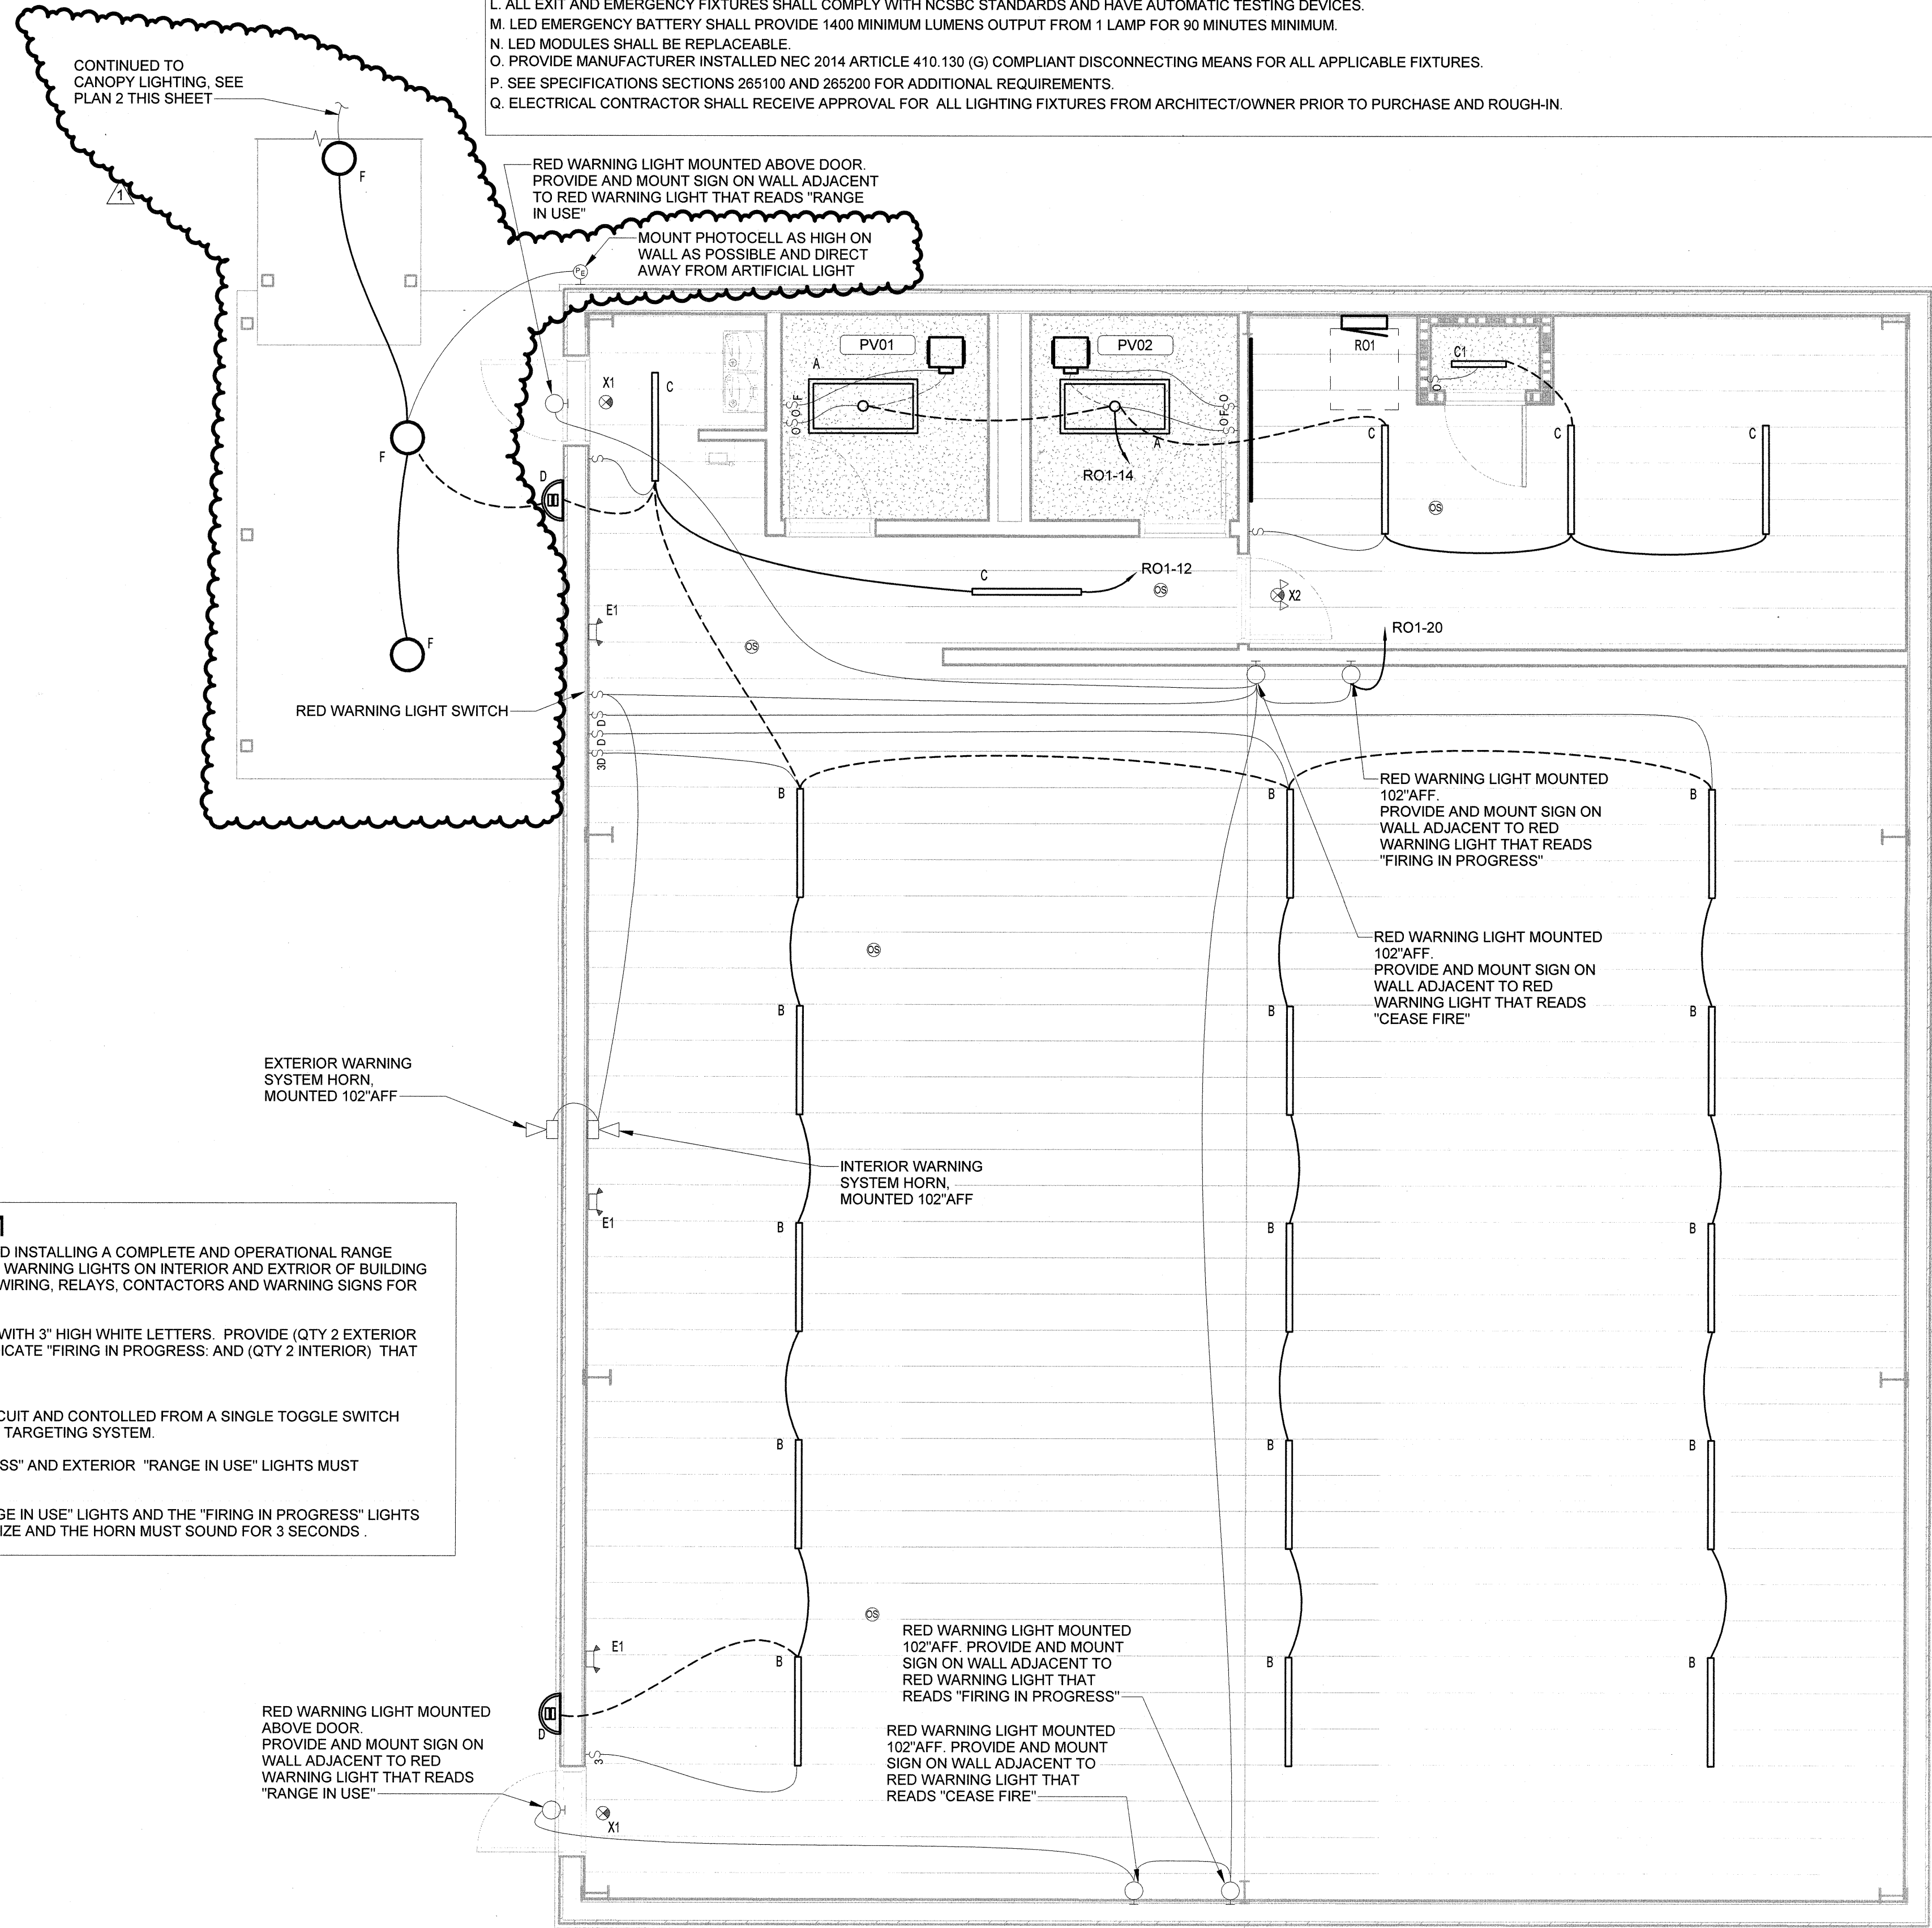 L. ALL EXIT AND EMERGENCY FIXTURES SHALL COMPLY WITH NCSBC STANDARDS AND HAVE AUTOMATIC TESTING DEVICES.
M. LED EMERGENCY BATTERY SHALL PROVIDE 1400 MINIMUM LUMENS OUTPUT FROM 1 LAMP FOR 90 MINUTES MINIMUM.
N. LED MODULES SHALL BE REPLACEABLE.
O. PROVIDE MANUFACTURER INSTALLED NEC 2014 ARTICLE 410.130 (G) COMPLIANT DISCONNECTING MEANS FOR ALL APPLICABLE FIXTURES.
P. SEE SPECIFICATIONS SECTIONS 265100 AND 265200 FOR ADDITIONAL REQUIREMENTS.
Q. ELECTRICAL CONTRACTOR SHALL RECEIVE APPROVAL FOR ALL LIGHTING FIXTURES FROM ARCHITECT/OWNER PRIOR TO PURCHASE AND ROUGH-IN.
CONTINUED TO
CANOPY LIGHTING, SEE
PLAN 2 THIS SHEET
F
1
RED WARNING LIGHT MOUNTED ABOVE DOOR.
PROVIDE AND MOUNT SIGN ON WALL ADJACENT
TO RED WARNING LIGHT THAT READS "RANGE
IN USE"
MOUNT PHOTOCELL AS HIGH ON
WALL AS POSSIBLE AND DIRECT
AWAY FROM ARTIFICIAL LIGHT
PE
PV01
PV02
RO1
C1
A
X1
C
S
S
O
F
O
S
S
O
F
O
S
O
A
C
C
C
F
S
D
RO1-14
OS
S
C
RO1-12
OS
X2
E1
RO1-20
OS
F
RED WARNING LIGHT SWITCH
S
S
D
S
D
S
3D
RED WARNING LIGHT MOUNTED
102"AFF.
PROVIDE AND MOUNT SIGN ON
WALL ADJACENT TO RED
WARNING LIGHT THAT READS
"FIRING IN PROGRESS"
B
B
B
RED WARNING LIGHT MOUNTED
102"AFF.
PROVIDE AND MOUNT SIGN ON
WALL ADJACENT TO RED
WARNING LIGHT THAT READS
"CEASE FIRE"
OS
B
B
B
EXTERIOR WARNING
SYSTEM HORN,
MOUNTED 102"AFF
INTERIOR WARNING
SYSTEM HORN,
MOUNTED 102"AFF
E1
B
B
B
D INSTALLING A COMPLETE AND OPERATIONAL RANGE
WARNING LIGHTS ON INTERIOR AND EXTRIOR OF BUILDING
WIRING, RELAYS, CONTACTORS AND WARNING SIGNS FOR
WITH 3" HIGH WHITE LETTERS. PROVIDE (QTY 2 EXTERIOR
ICATE "FIRING IN PROGRESS: AND (QTY 2 INTERIOR) THAT
CUIT AND CONTOLLED FROM A SINGLE TOGGLE SWITCH
TARGETING SYSTEM.
SS" AND EXTERIOR "RANGE IN USE" LIGHTS MUST
GE IN USE" LIGHTS AND THE "FIRING IN PROGRESS" LIGHTS
IZE AND THE HORN MUST SOUND FOR 3 SECONDS .
B
B
B
OS
E1
B
B
B
RED WARNING LIGHT MOUNTED
102"AFF. PROVIDE AND MOUNT
SIGN ON WALL ADJACENT TO
RED WARNING LIGHT THAT
READS "FIRING IN PROGRESS"
D
S
3
RED WARNING LIGHT MOUNTED
ABOVE DOOR.
PROVIDE AND MOUNT SIGN ON
WALL ADJACENT TO RED
WARNING LIGHT THAT READS
"RANGE IN USE"
RED WARNING LIGHT MOUNTED
102"AFF. PROVIDE AND MOUNT
SIGN ON WALL ADJACENT TO
RED WARNING LIGHT THAT
READS "CEASE FIRE"
X1